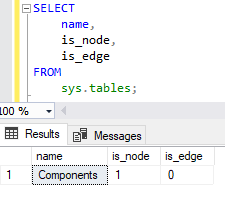 SELECT
name,
is_node,
is_edge
FROM
sys.tables;
100 %
Results Messages
name is_node is_edge
1 Components 1 0